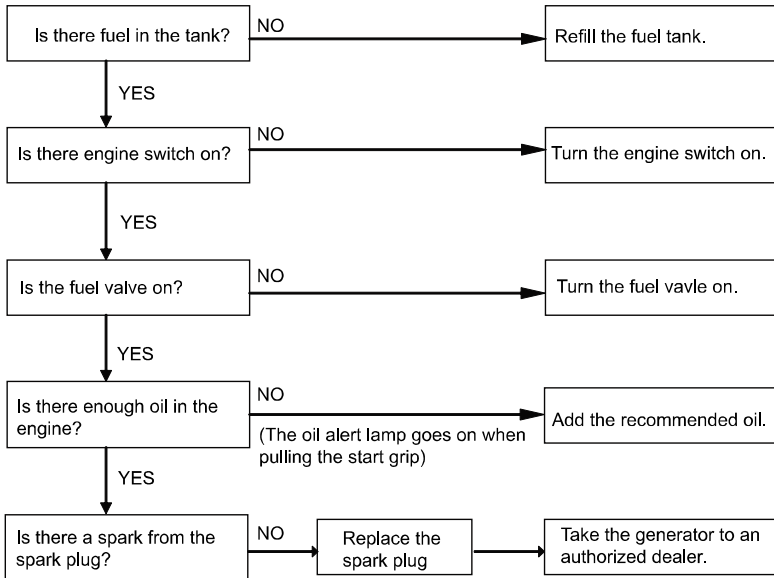 Is there fuel in the tank?
NO
Refill the fuel tank.
YES
Is there engine switch on?
NO
Turn the engine switch on.
YES
Is the fuel valve on?
NO
Turn the fuel vavle on.
YES
Is there enough oil in the
engine?
NO
(The oil alert lamp goes on when
pulling the start grip)
Add the recommended oil.
YES
Is there a spark from the
spark plug?
NO
Replace the
spark plug
Take the generator to an
authorized dealer.